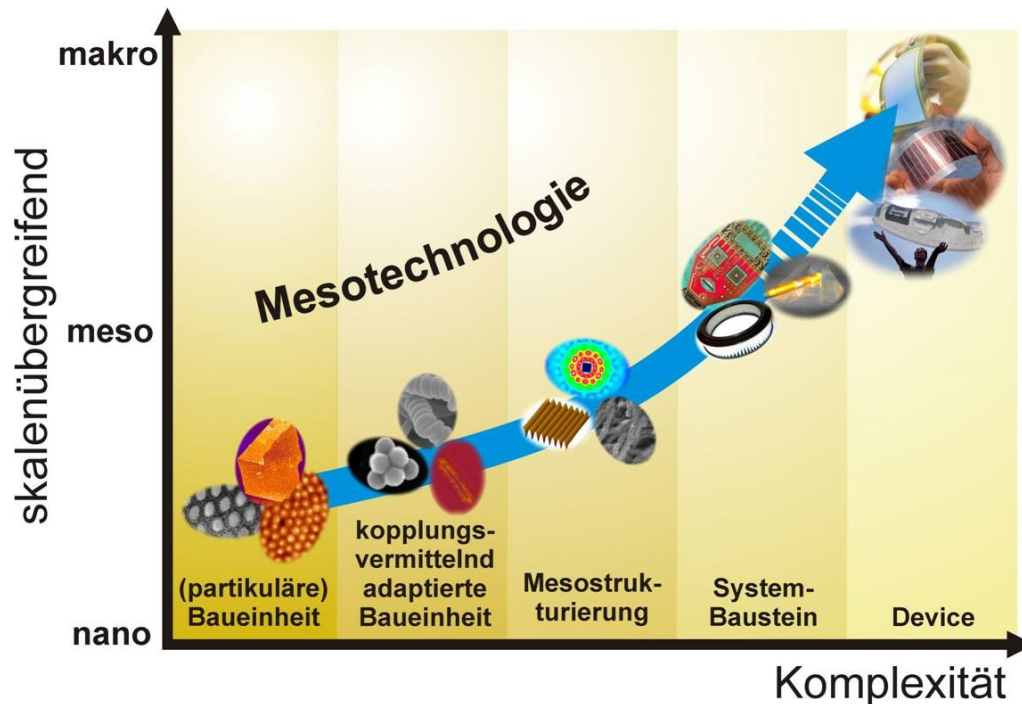 makro
meso
nano
skalenübergreifend
Mesotechnologie
(partikuläre)
Baueinheit
kopplungs-
vermittelnd
adaptierte
Baueinheit
Mesostruk-
turierung
System-
Baustein
Device
Komplexität